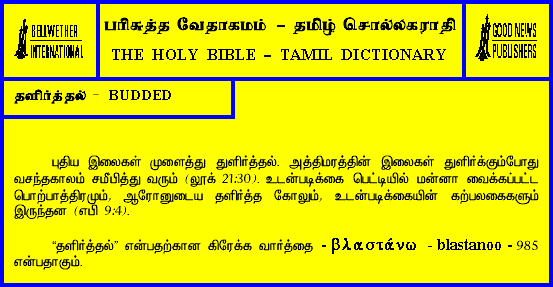 BELLWETHER
INTERNATIONAL
பரிசுத்த வேதாகமம் – தமிழ் சொல்லகராதி
THE HOLY BIBLE – TAMIL DICTIONARY
GOOD NEWS
PUBLISHERS
தளிர்த்தல் – BUDDED
புதிய இலைகள் முளைத்து துளிர்த்தல். அத்திமரத்தின் இலைகள் துளிர்க்கும்போது
வசந்தகாலம் சமீபித்து வரும் (லூக் 21:30). உடன்படிக்கை பெட்டியில் மன்னா வைக்கப்பட்ட
பொற்பாத்திரமும், ஆரோனுடைய தளிர்த்த கோலும், உடன்படிக்கையின் கற்பலகைகளும்
இருந்தன (எபி 9:4).
“தளிர்த்தல்” என்பதற்கான கிரேக்க வார்த்தை - βλαστάνω - blastanoo - 985
என்பதாகும்.